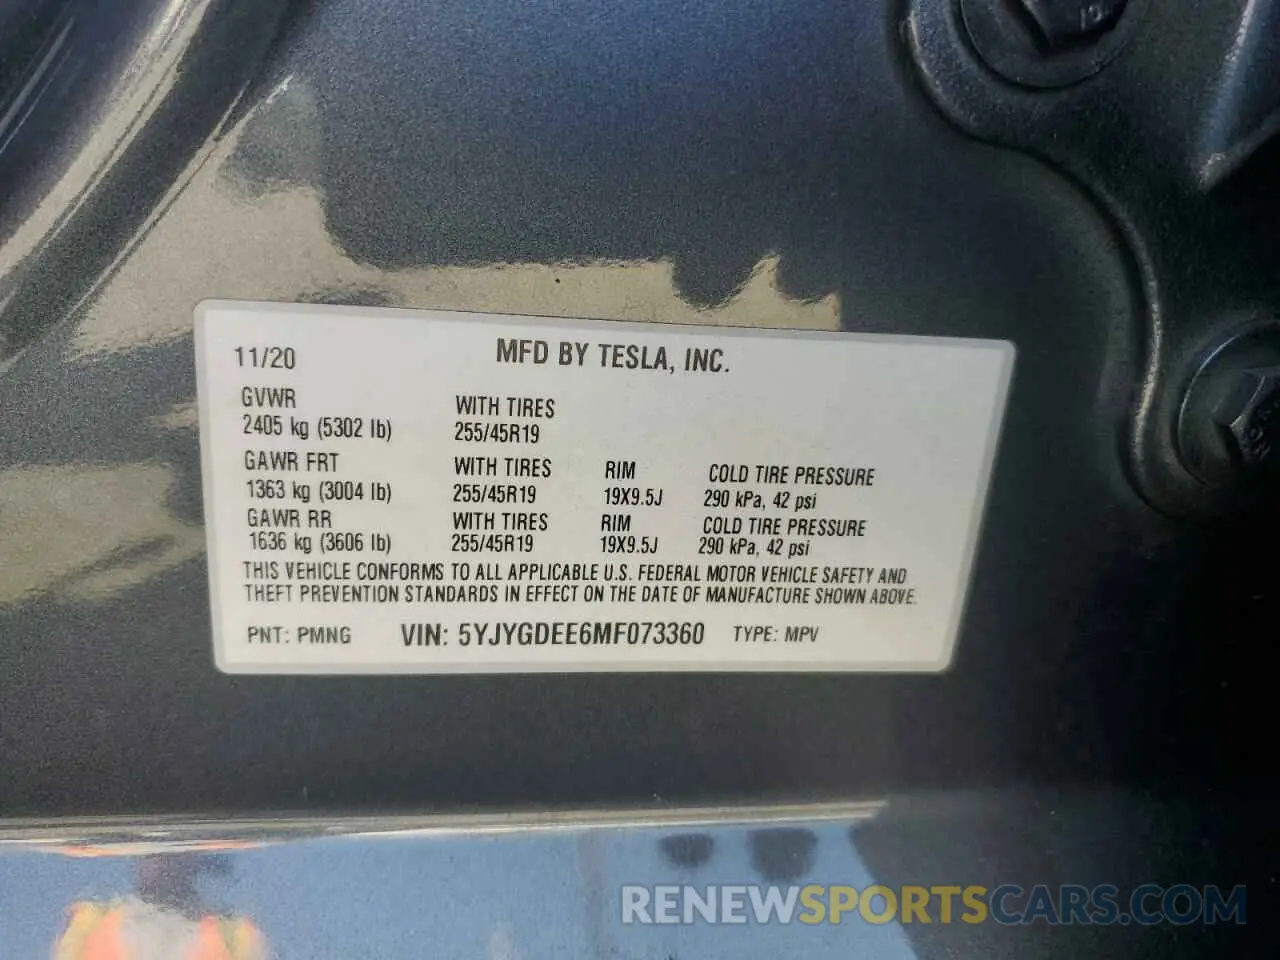 11/20 MFD BY TESLA, INC.
GVWR WITH TIRES
2405 kg (5302 lb) 255/45R19
GAWR FRT WITH TIRES RIM COLD TIRE PRESSURE
1363 kg (3004 lb) 255/45R19 19X9.5J 290 kPa, 42 psi
GAWR RR WITH TIRES RIM COLD TIRE PRESSURE
1636 kg (3606 lb) 255/45R19 19X9.5J 290 kPa, 42 psi
THIS VEHICLE CONFORMS TO ALL APPLICABLE U.S. FEDERAL MOTOR VEHICLE SAFETY AND
THEFT PREVENTION STANDARDS IN EFFECT ON THE DATE OF MANUFACTURE SHOWN ABOVE.
PNT: PMNG VIN: 5YJYGDEE6MF073360 TYPE: MPV
RENEWSPORTSCARS.COM